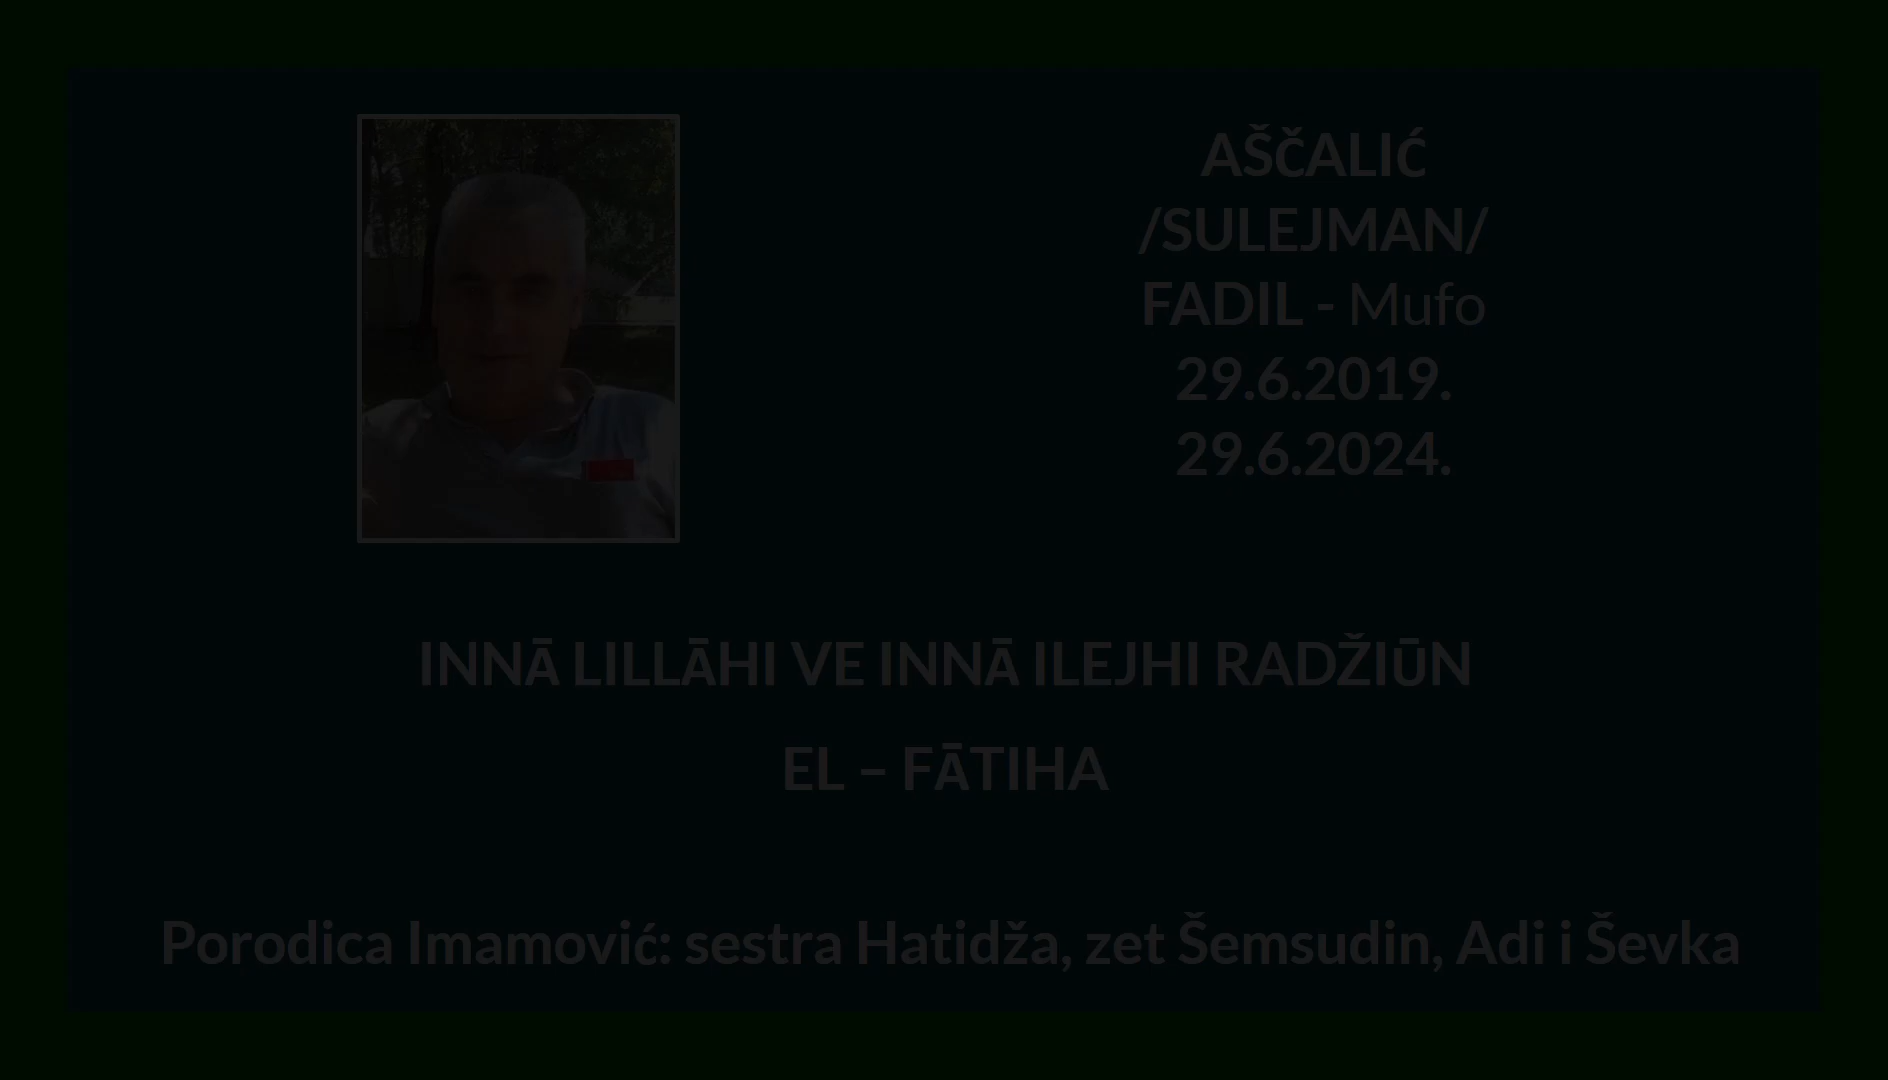 AŠČALIĆ
/SULEJMAN/
FADIL - Mufo
29.6.2019.
29.6.2024.
INNĀ LILLĀHI VE INNĀ ILEJHI RADŽIŪN
EL – FĀTIHA
Porodica Imamović: sestra Hatidža, zet Šemsudin, Adi i Ševka